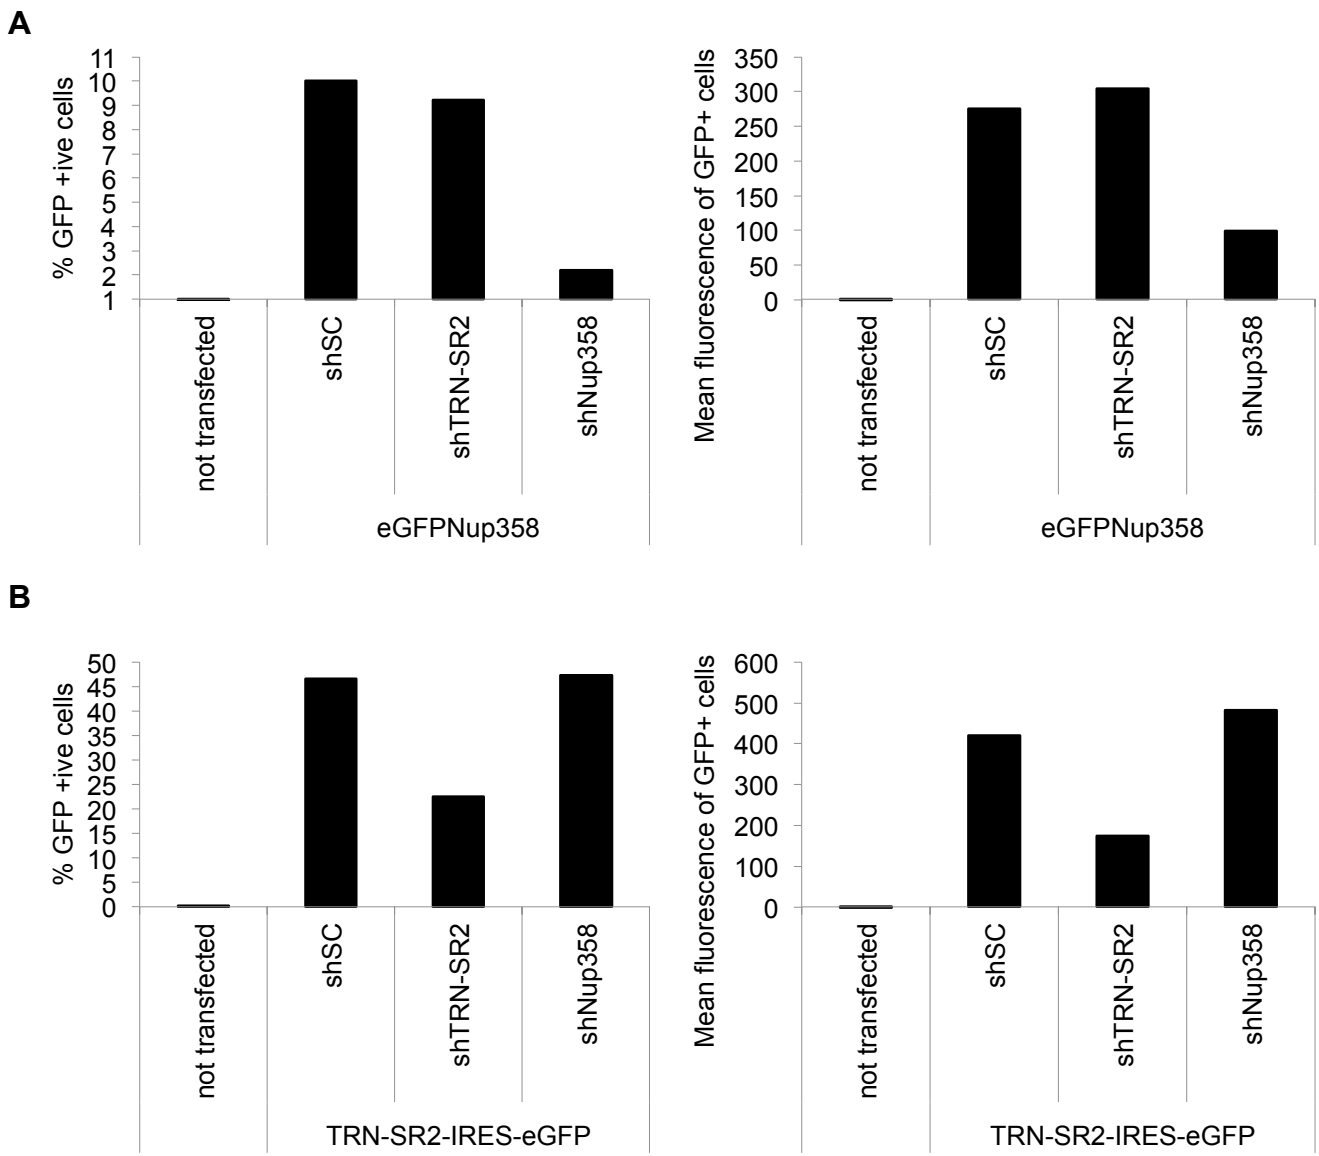 A
% GFP +ive cells
11
10
9
8
7
6
5
4
3
2
1
not transfected
shSC
shTRN-SR2
shNup358
eGFPNup358
Mean fluorescence of GFP+ cells
350
300
250
200
150
100
50
0
not transfected
shSC
shTRN-SR2
shNup358
eGFPNup358
B
% GFP +ive cells
50
45
40
35
30
25
20
15
10
5
0
not transfected
shSC
shTRN-SR2
shNup358
TRN-SR2-IRES-eGFP
Mean fluorescence of GFP+ cells
600
500
400
300
200
100
0
not transfected
shSC
shTRN-SR2
shNup358
TRN-SR2-IRES-eGFP